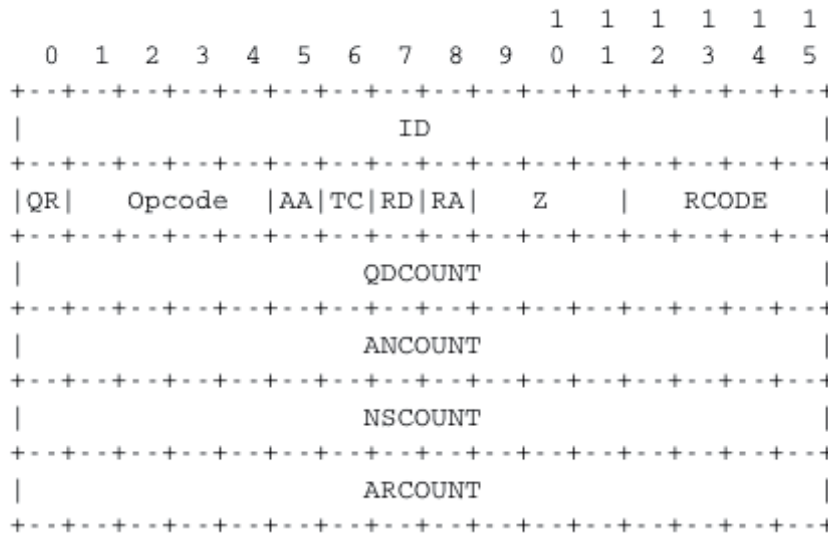 1  1  1  1  1  1
  0  1  2  3  4  5  6  7  8  9  0  1  2  3  4  5
+--+--+--+--+--+--+--+--+--+--+--+--+--+--+--+--+
|                      ID                       |
+--+--+--+--+--+--+--+--+--+--+--+--+--+--+--+--+
|QR|   Opcode  |AA|TC|RD|RA|   Z    |   RCODE   |
+--+--+--+--+--+--+--+--+--+--+--+--+--+--+--+--+
|                    QDCOUNT                    |
+--+--+--+--+--+--+--+--+--+--+--+--+--+--+--+--+
|                    ANCOUNT                    |
+--+--+--+--+--+--+--+--+--+--+--+--+--+--+--+--+
|                    NSCOUNT                    |
+--+--+--+--+--+--+--+--+--+--+--+--+--+--+--+--+
|                    ARCOUNT                    |
+--+--+--+--+--+--+--+--+--+--+--+--+--+--+--+--+